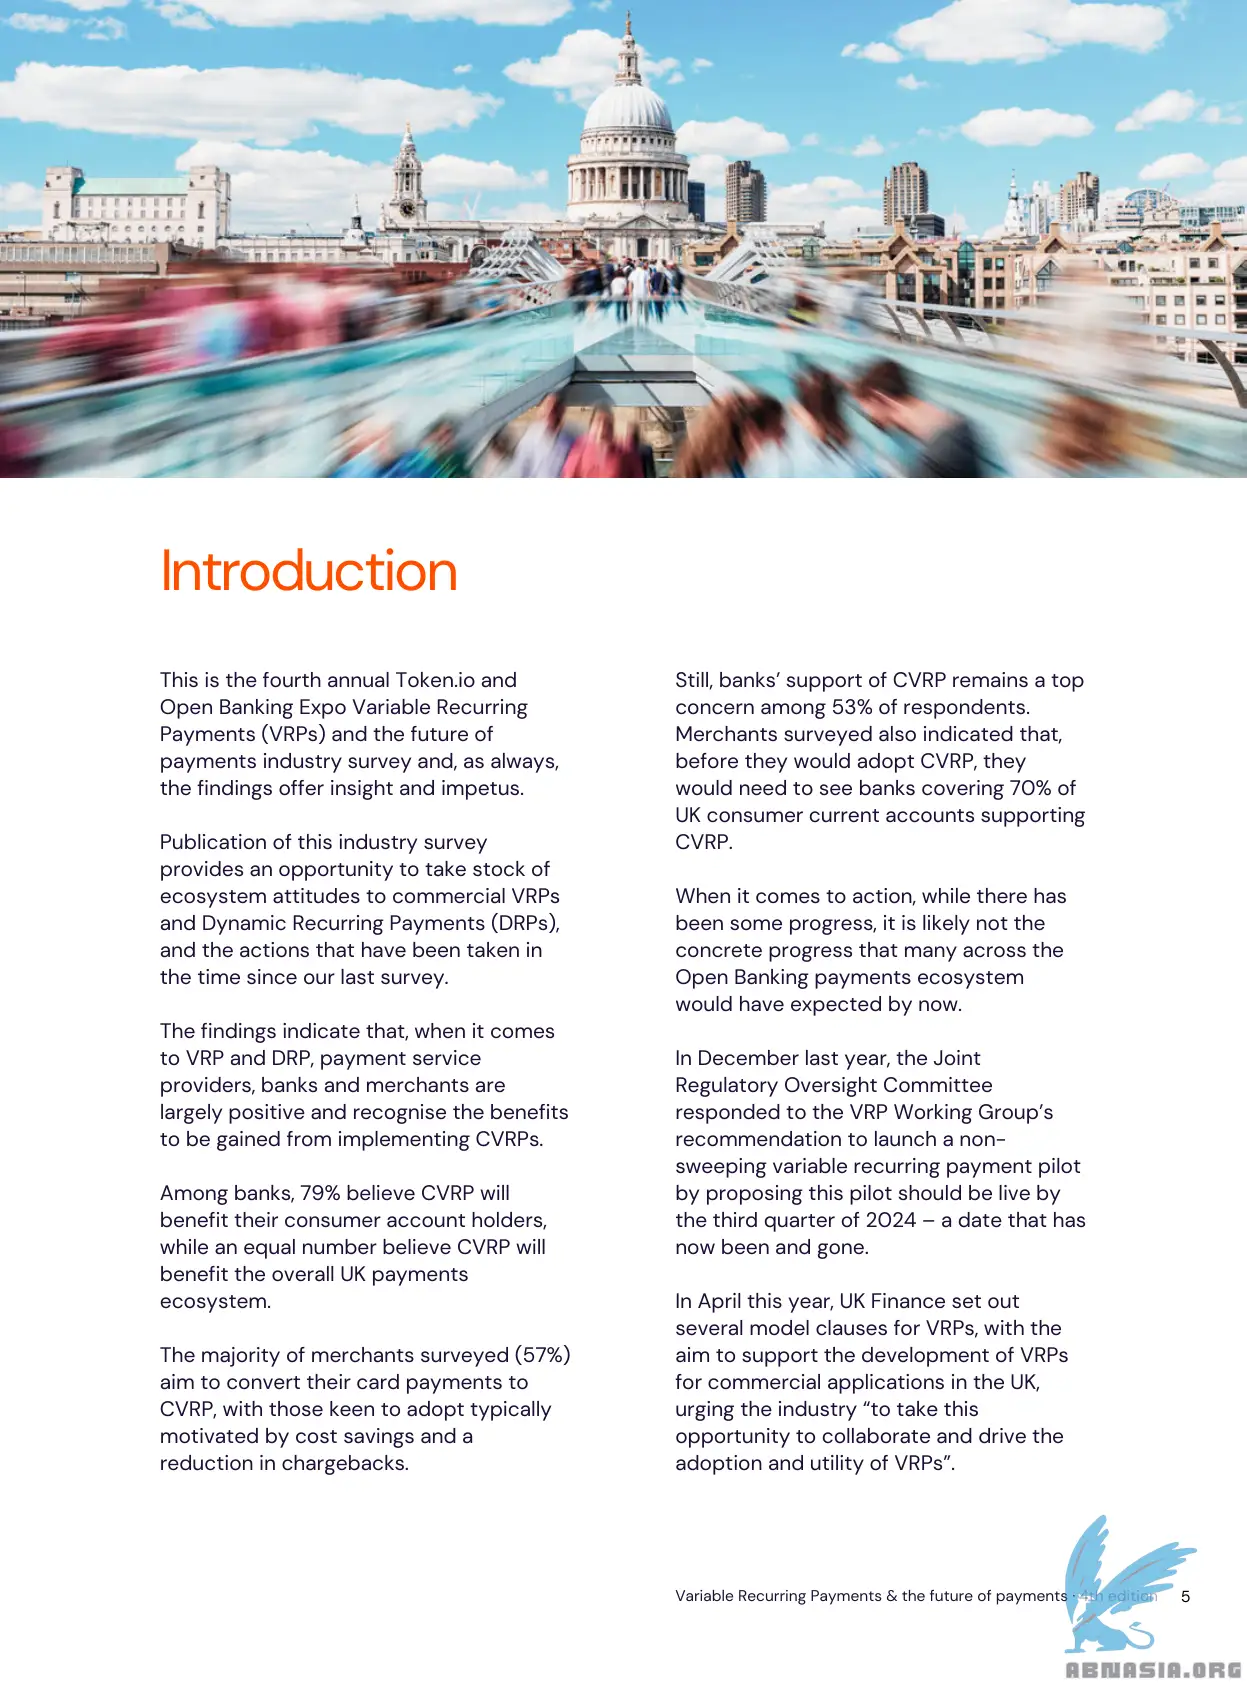 Introduction
This is the fourth annual Token.io and
Open Banking Expo Variable Recurring
Payments (VRPs) and the future of
payments industry survey and, as always,
the findings offer insight and impetus.
Publication of this industry survey
provides an opportunity to take stock of
ecosystem attitudes to commercial VRPs
and Dynamic Recurring Payments (DRPs),
and the actions that have been taken in
the time since our last survey.
The findings indicate that, when it comes
to VRP and DRP, payment service
providers, banks and merchants are
largely positive and recognise the benefits
to be gained from implementing CVRPs.
Among banks, 79% believe CVRP will
benefit their consumer account holders,
while an equal number believe CVRP will
benefit the overall UK payments
ecosystem.
The majority of merchants surveyed (57%)
aim to convert their card payments to
CVRP, with those keen to adopt typically
motivated by cost savings and a
reduction in chargebacks.
Still, banks’ support of CVRP remains a top
concern among 53% of respondents.
Merchants surveyed also indicated that,
before they would adopt CVRP, they
would need to see banks covering 70% of
UK consumer current accounts supporting
CVRP.
When it comes to action, while there has
been some progress, it is likely not the
concrete progress that many across the
Open Banking payments ecosystem
would have expected by now.
In December last year, the Joint
Regulatory Oversight Committee
responded to the VRP Working Group’s
recommendation to launch a non-
sweeping variable recurring payment pilot
by proposing this pilot should be live by
the third quarter of 2024 – a date that has
now been and gone.
In April this year, UK Finance set out
several model clauses for VRPs, with the
aim to support the development of VRPs
for commercial applications in the UK,
urging the industry “to take this
opportunity to collaborate and drive the
adoption and utility of VRPs”.
Variable Recurring Payments & the future of payments · 4th edition 5
ABNASIA.ORG